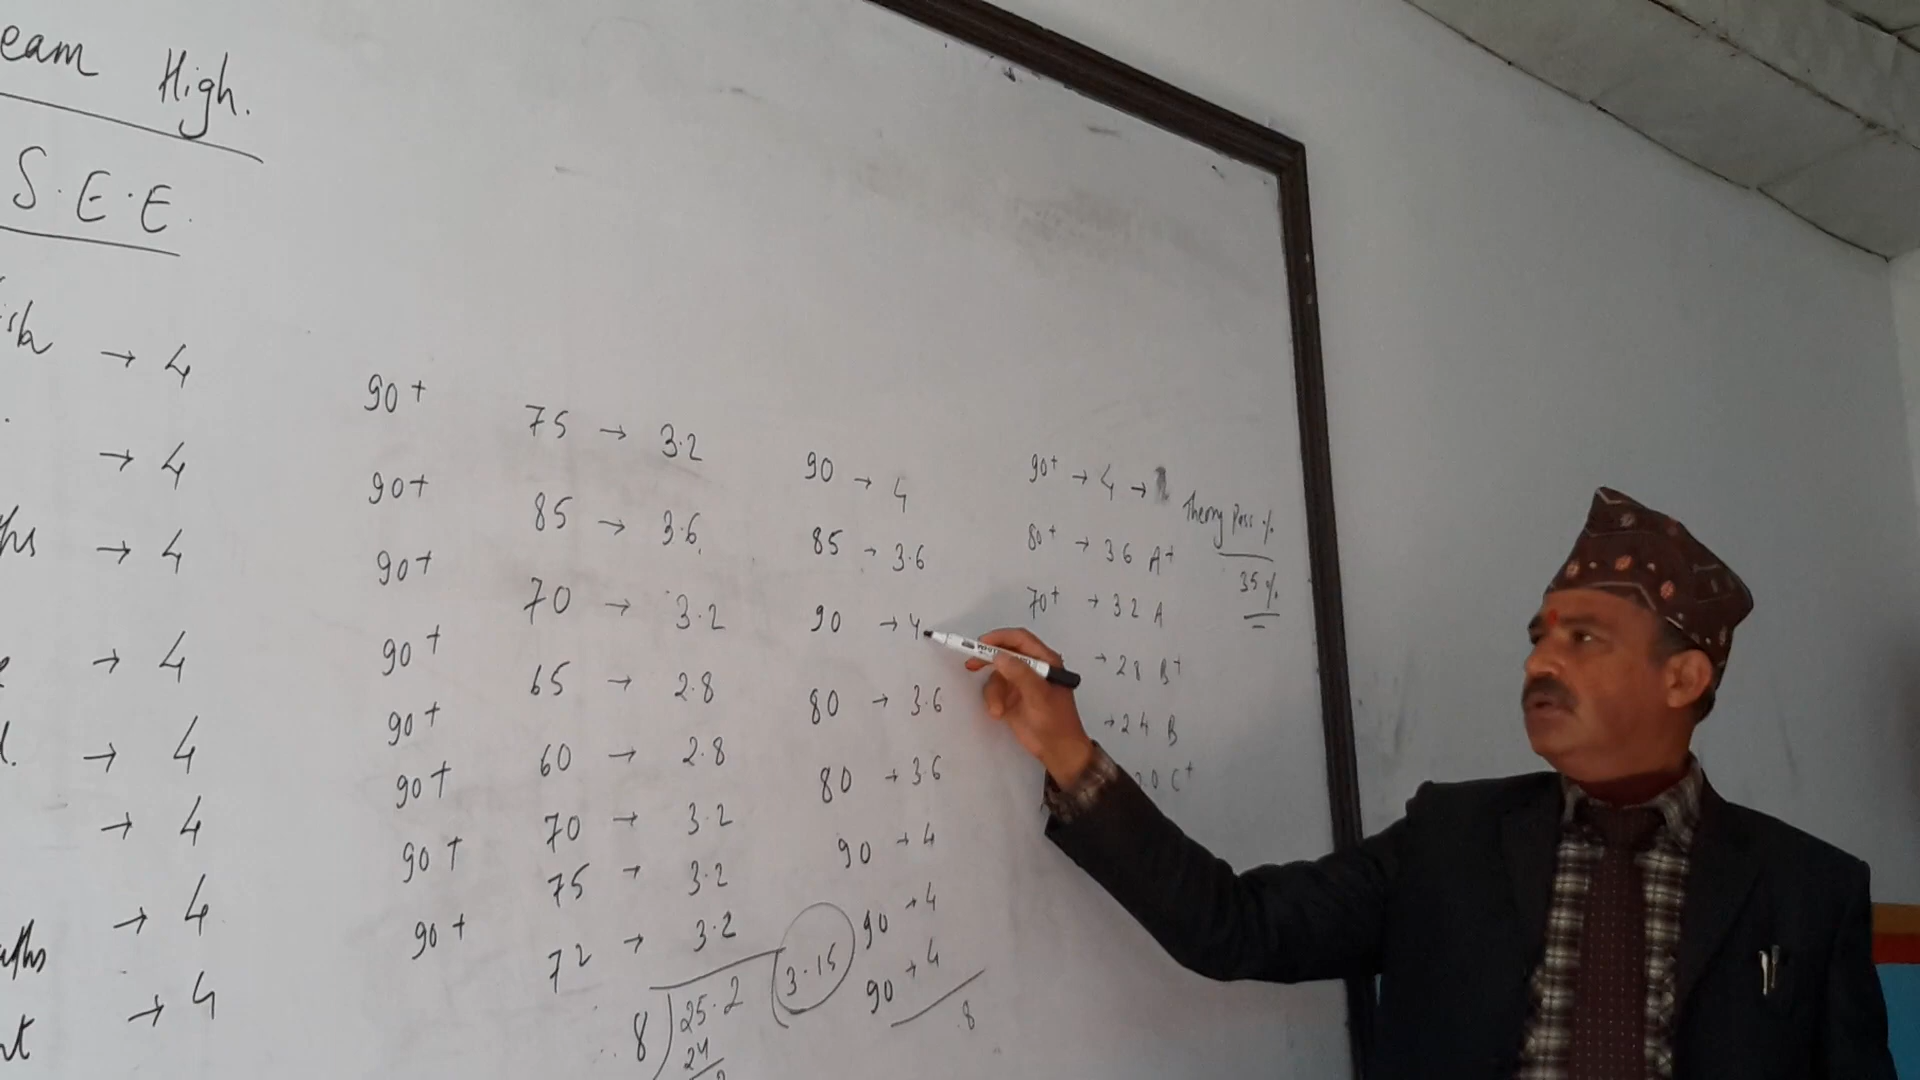 eam High.
S.E.E.
→ 4
→ 4
→ 4
→ 4
→ 4
→ 4
→ 4
→ 4
90+
90+
90+
90+
90+
90+
90+
90+
75 → 3.2
85 → 3.6
70 → 3.2
65 → 2.8
60 → 2.8
70 → 3.2
75 → 3.2
72 → 3.2
8 25.2 3.15
24
90 → 4
85 → 3.6
90 → 4
80 → 3.6
80 → 3.6
90 → 4
90 → 4
90 → 4
.8
90+ → 4 →
80+ → 3.6 A+
70+ → 3.2 A
→ 2.8 B+
→ 2.4 B
2.0 C+
Theory Pass %
35 %